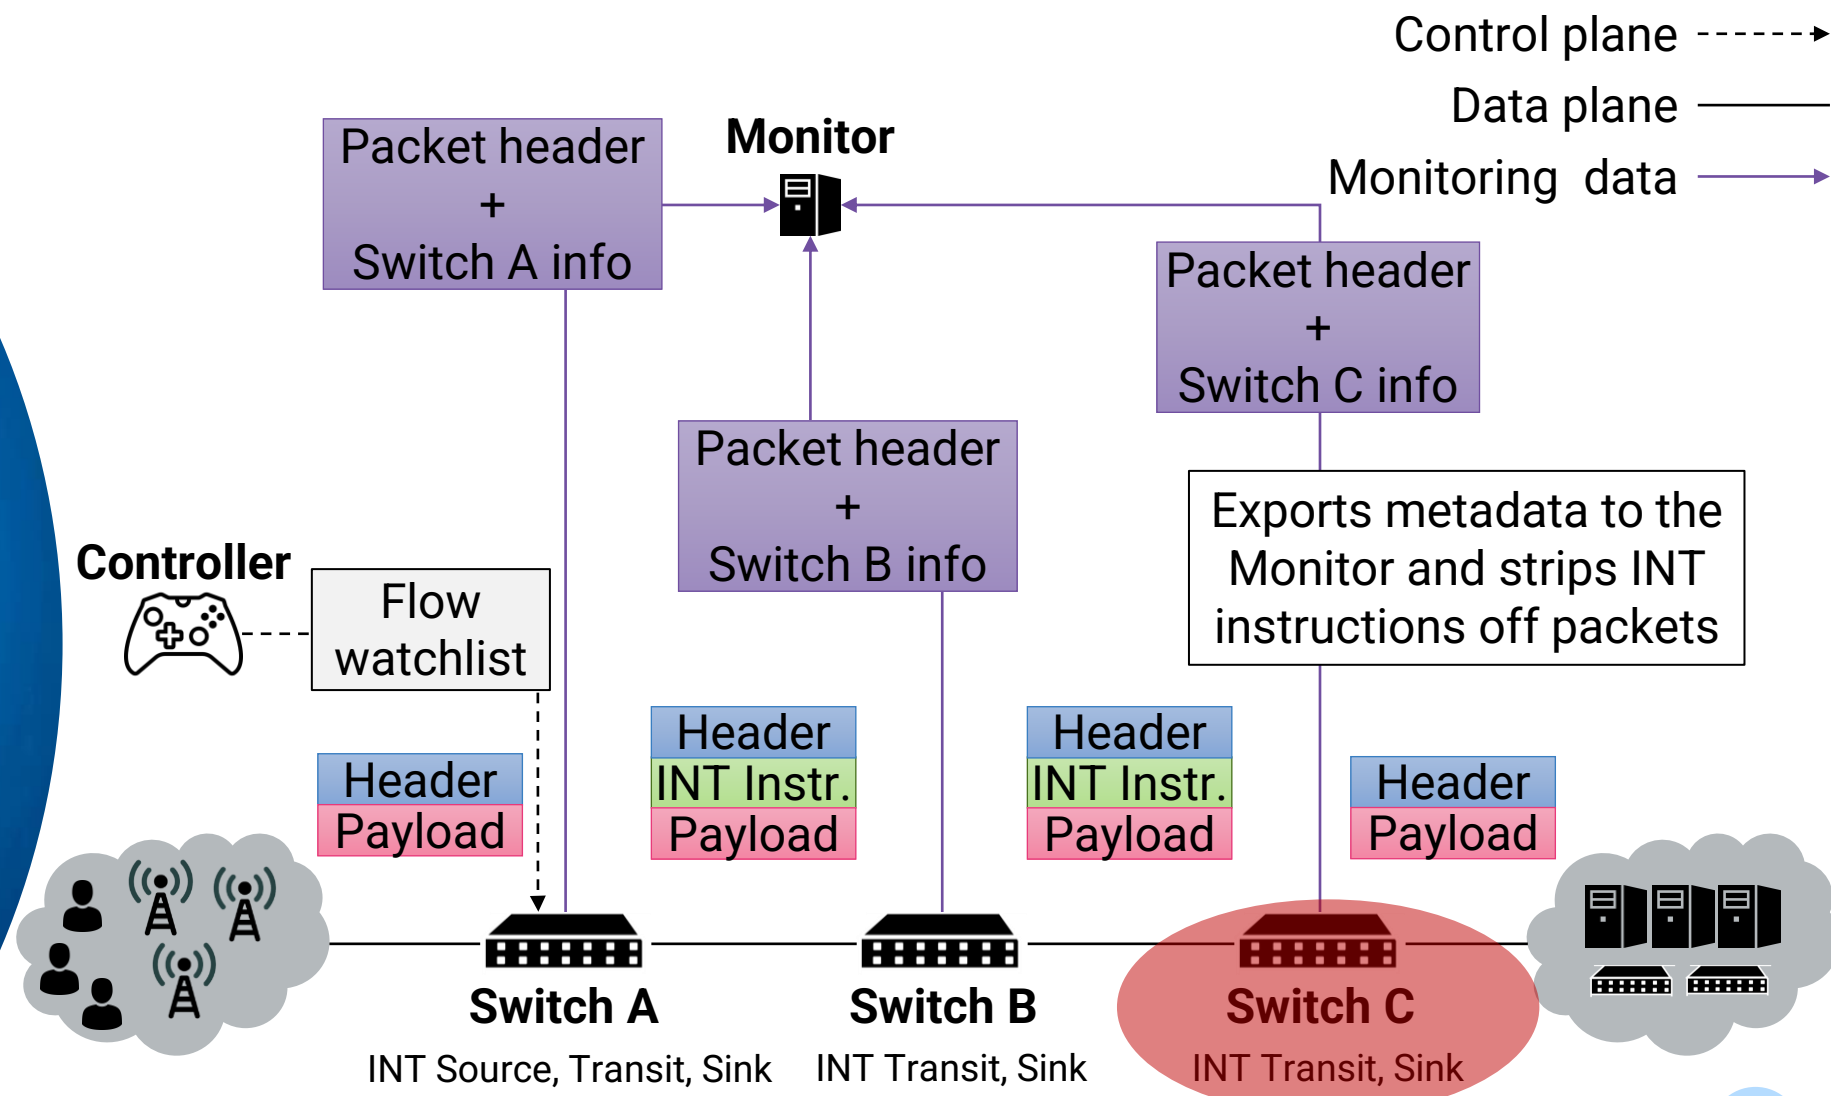 Control plane
Data plane
Monitoring data
Monitor
Packet header
+
Switch A info
Packet header
+
Switch C info
Packet header
+
Switch B info
Exports metadata to the
Monitor and strips INT
instructions off packets
Controller
Flow
watchlist
Header
Payload
Header
INT Instr.
Payload
Header
INT Instr.
Payload
Header
Payload
Switch A
INT Source, Transit, Sink
Switch B
INT Transit, Sink
Switch C
INT Transit, Sink